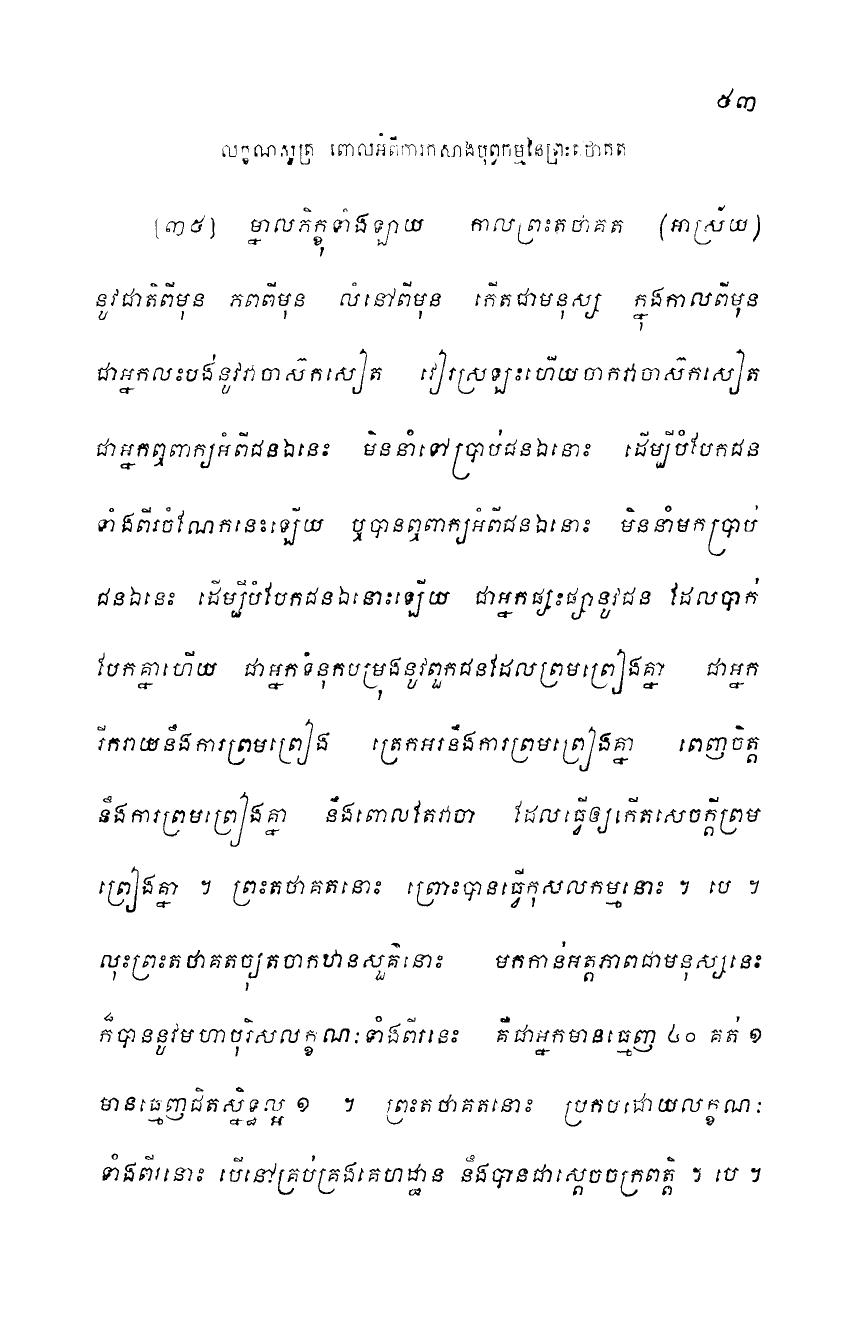 ៥៣
លក្ខណសូត្រ ពោលអំពីការកសាងបុព្វកម្មនៃព្រះតថាគត
[៣៥] ម្នាលភិក្ខុទាំងឡាយ កាលព្រះតថាគត (អាស្រ័យ)
នូវជាតិពីមុន ភពពីមុន លំនៅពីមុន កើតជាមនុស្ស ក្នុងកាលពីមុន
ជាអ្នកលះបង់នូវវាចាស៊កសៀត វៀរស្រឡះហើយចាកវាចាស៊កសៀត
ជាអ្នកឮពាក្យអំពីជនឯនេះ មិននាំទៅប្រាប់ជនឯនោះ ដើម្បីបំបែកជន
ទាំងពីរចំណែកនេះឡើយ ឬបានឮពាក្យអំពីជនឯនោះ មិននាំមកប្រាប់
ជនឯនេះ ដើម្បីបំបែកជនឯនោះឡើយ ជាអ្នកផ្សះផ្សានូវជន ដែលបាក់
បែកគ្នាហើយ ជាអ្នកទំនុកបម្រុងនូវពួកជនដែលព្រមព្រៀងគ្នា ជាអ្នក
រីករាយនឹងការព្រមព្រៀង ត្រេកអរនឹងការព្រមព្រៀងគ្នា ពេញចិត្ត
នឹងការព្រមព្រៀងគ្នា នឹងពោលតែវាចា ដែលធ្វើឲ្យកើតសេចក្តីព្រម
ព្រៀងគ្នា ។ ព្រះតថាគតនោះ ព្រោះបានធ្វើកុសលកម្មនោះ ។ បេ ។
លុះព្រះតថាគតច្យុតចាកឋានសួគ៌នោះ មកកាន់អត្តភាពជាមនុស្សនេះ
ក៏បាននូវមហាបុរិសលក្ខណៈទាំងពីរនេះ គឺជាអ្នកមានធ្មេញ ៤០ គត់ ១
មានធ្មេញជិតស្និទ្ធល្អ ១ ។ ព្រះតថាគតនោះ ប្រកបដោយលក្ខណៈ
ទាំងពីរនោះ បើនៅគ្រប់គ្រងគេហដ្ឋាន នឹងបានជាស្តេចចក្រពត្តិ ។ បេ ។